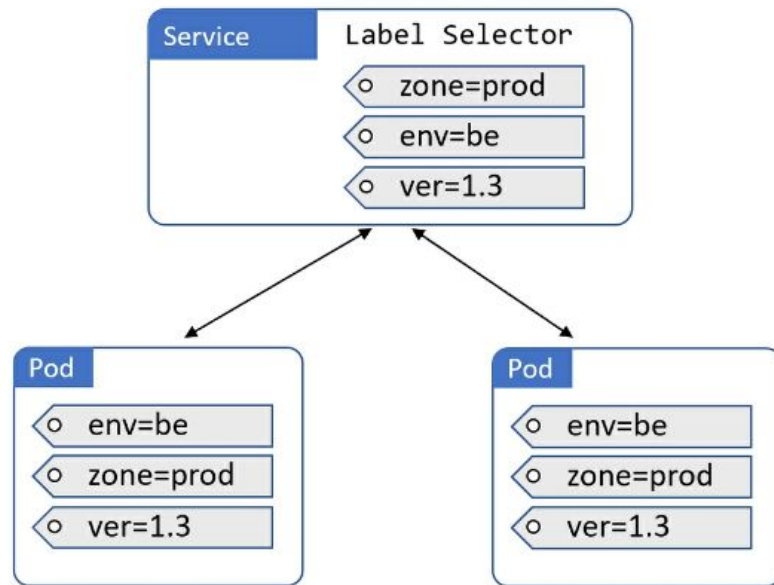 Service
Label Selector
zone=prod
env=be
ver=1.3
Pod
env=be
zone=prod
ver=1.3
Pod
env=be
zone=prod
ver=1.3